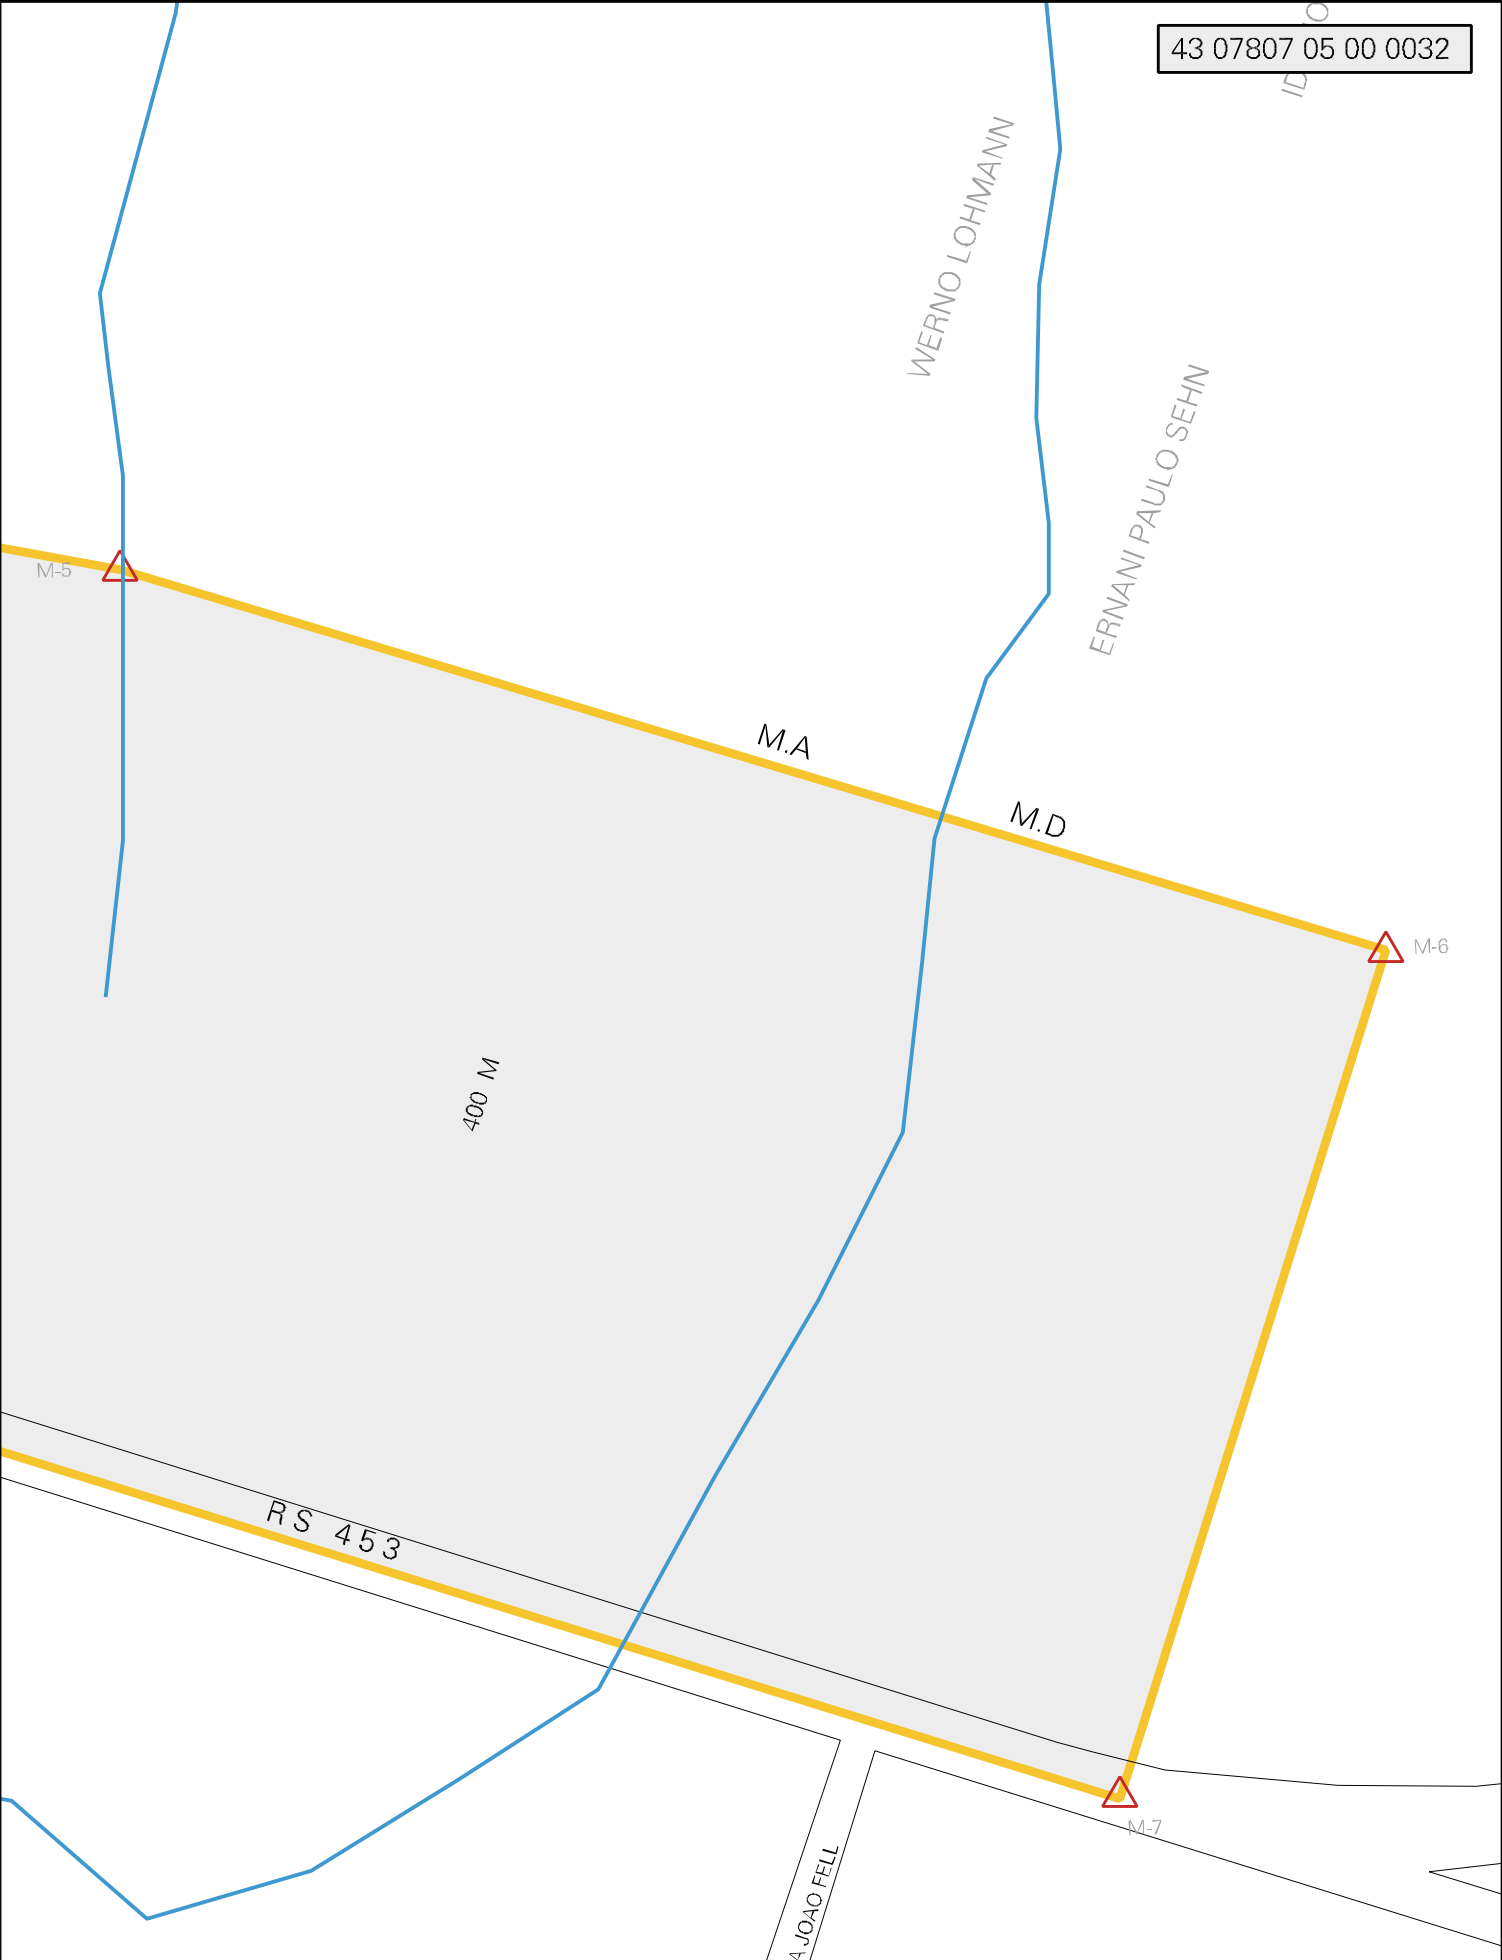 43 07807 05 00 0032
WERNO LOHMANN
ERNANI PAULO SEHN
M-5
M.A
M.D
M-6
400 M
RS 453
M-7
JOAO FELL